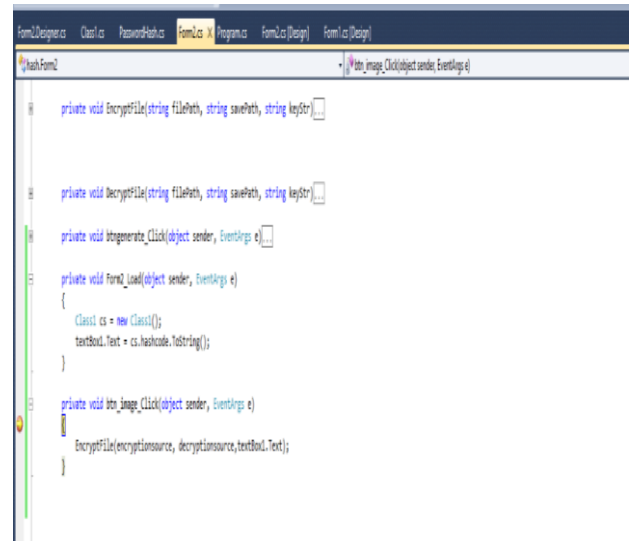 Form2.Designer.cs Class1.cs PasswordHash.cs Form2.cs X Program.cs Form2.cs [Design] Form1.cs [Design]
hash.Form2 btn_image_Click(object sender, EventArgs e)
private void EncryptFile(string filePath, string savePath, string keyStr)...
private void DecryptFile(string filePath, string savePath, string keyStr)...
private void btngenerate_Click(object sender, EventArgs e)...
private void Form2_Load(object sender, EventArgs e)
{
Class1 cs = new Class1();
textBox1.Text = cs.hashcode.ToString();
}
private void btn_image_Click(object sender, EventArgs e)
{
EncryptFile(encryptionsource, decryptionsource,textBox1.Text);
}